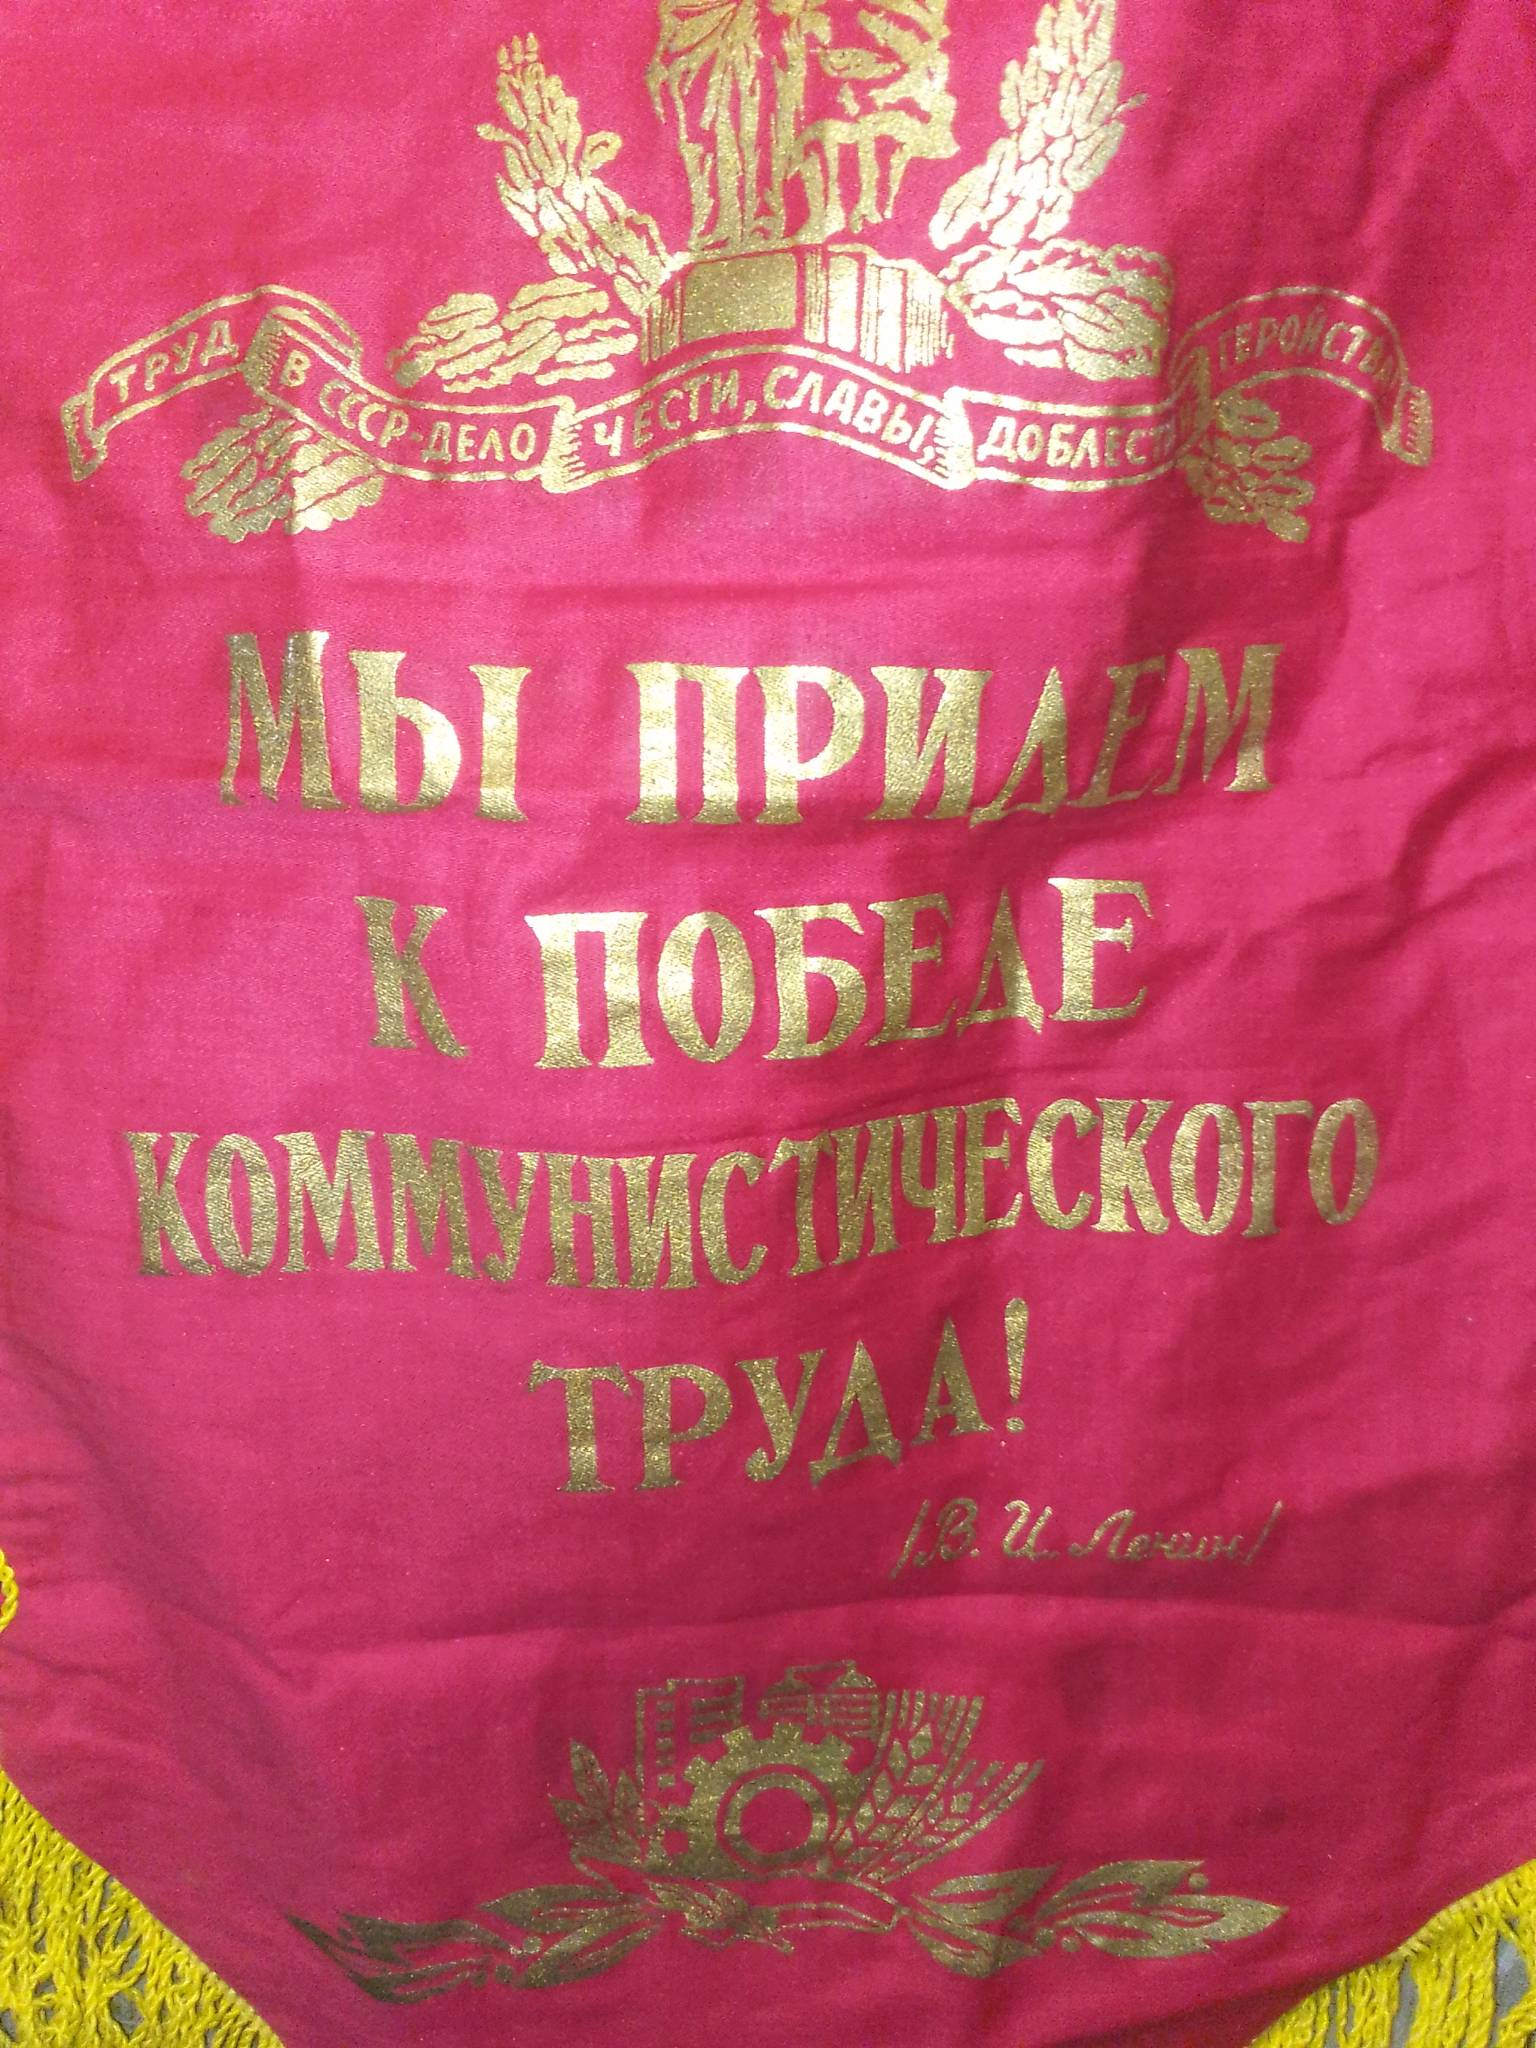 ТРУД В СССР-ДЕЛО ЧЕСТИ, СЛАВЫ, ДОБЛЕСТИ И ГЕРОЙСТВА
МЫ ПРИДЕМ
К ПОБЕДЕ
КОММУНИСТИЧЕСКОГО
ТРУДА!
/В. И. Ленин/